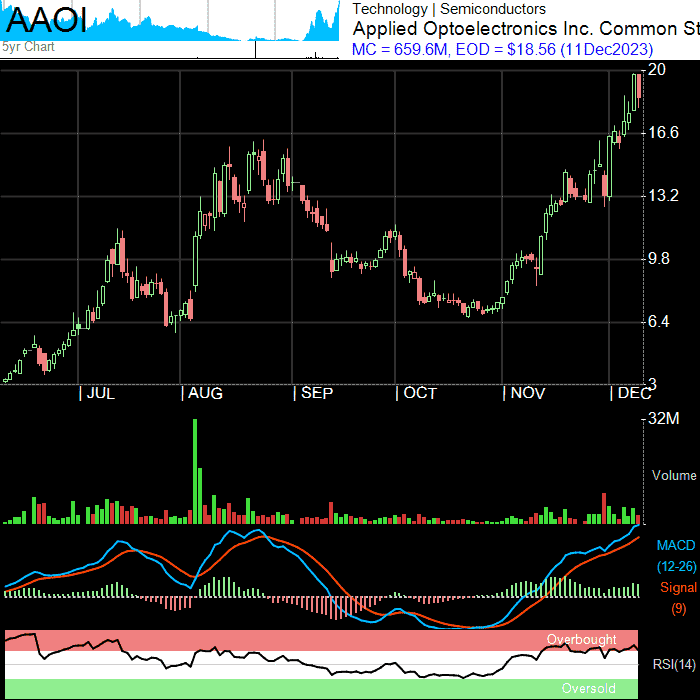 AAOI
5yr Chart
Technology | Semiconductors
Applied Optoelectronics Inc. Common St
MC = 659.6M, EOD = $18.56 (11Dec2023)
20
16.6
13.2
9.8
6.4
3
| JUL | AUG | SEP | OCT | NOV | DEC
32M
Volume
MACD
(12-26)
Signal
(9)
Overbought
RSI(14)
Oversold